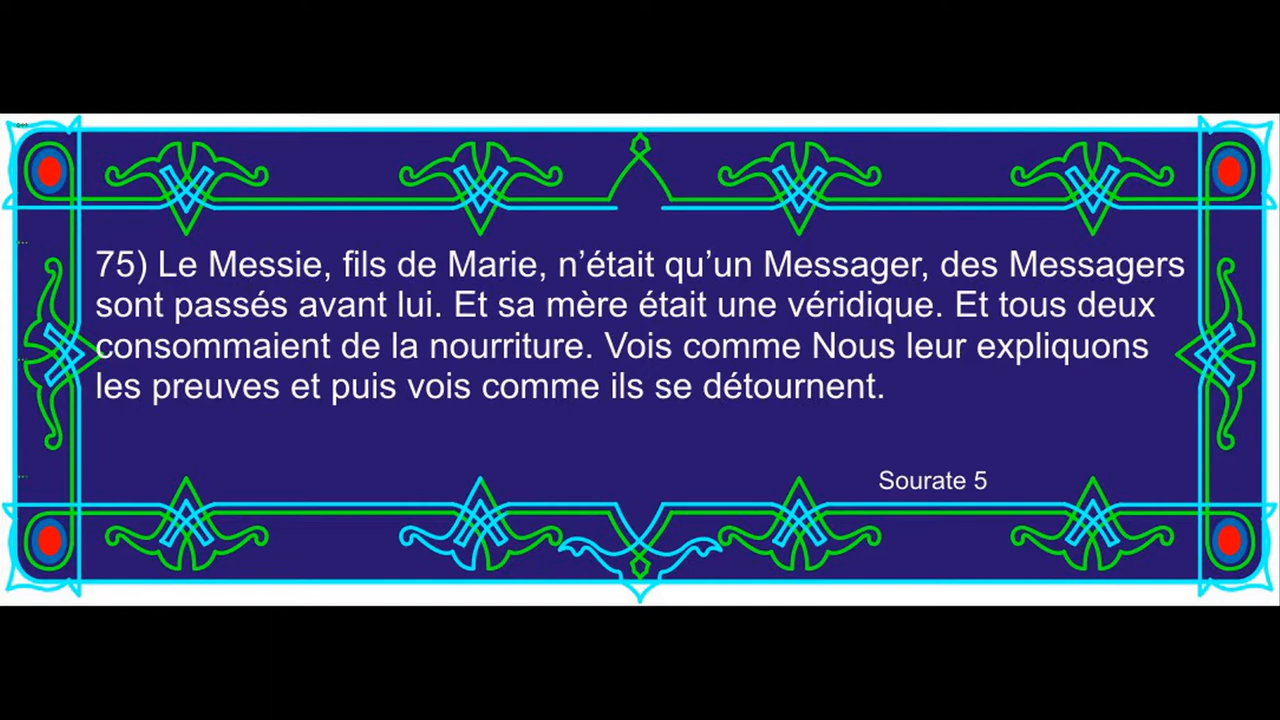 75) Le Messie, fils de Marie, n’était qu’un Messager, des Messagers
sont passés avant lui. Et sa mère était une véridique. Et tous deux
consommaient de la nourriture. Vois comme Nous leur expliquons
les preuves et puis vois comme ils se détournent.
Sourate 5